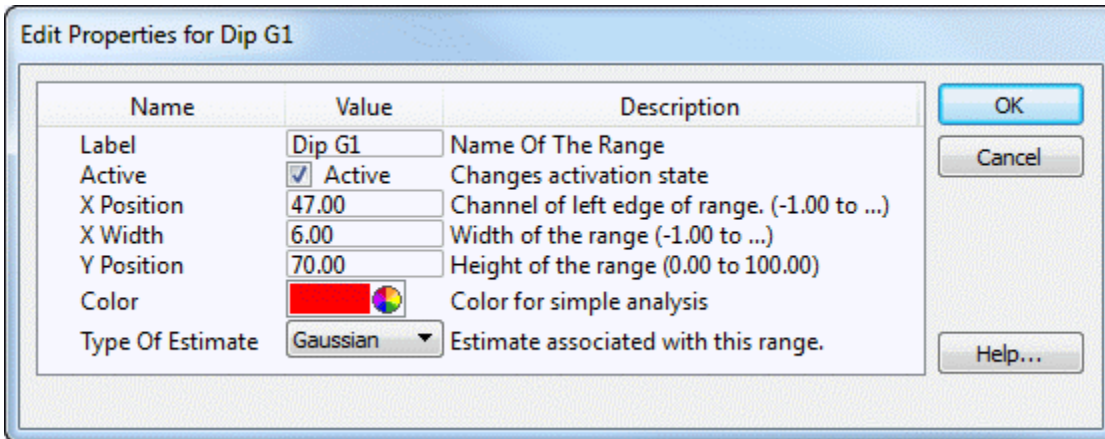 Edit Properties for Dip G1
Name Value Description
Label Dip G1 Name Of The Range
Active Active Changes activation state
X Position 47.00 Channel of left edge of range. (-1.00 to ...)
X Width 6.00 Width of the range (-1.00 to ...)
Y Position 70.00 Height of the range (0.00 to 100.00)
Color Color for simple analysis
Type Of Estimate Gaussian Estimate associated with this range.
OK
Cancel
Help...